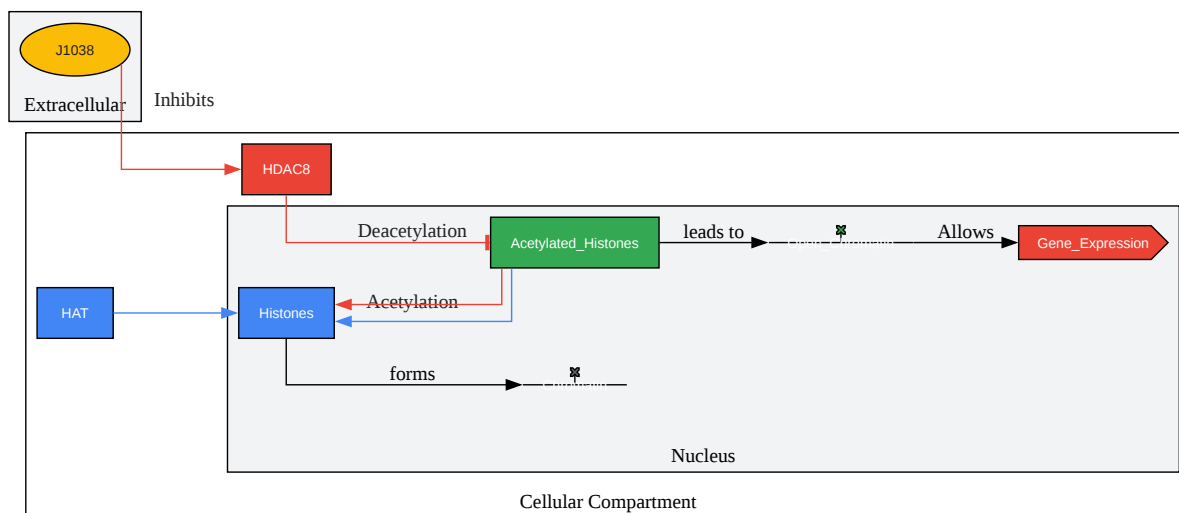 J1038
Extracellular
Inhibits
HDAC8
Deacetylation
Acetylated_Histones
leads to
Allows
Gene_Expression
HAT
Acetylation
Histones
forms
Nucleus
Cellular Compartment